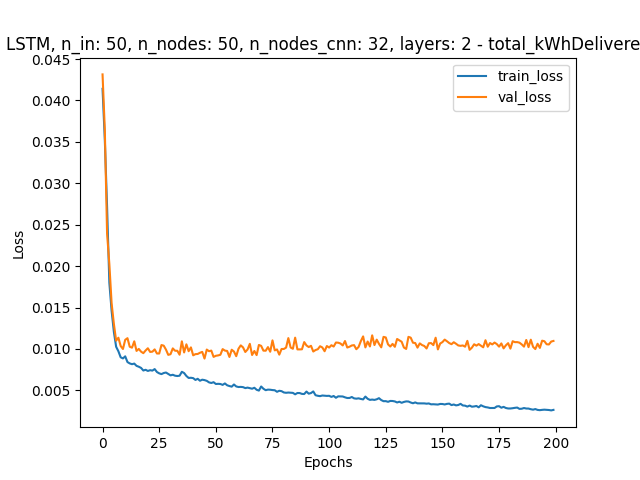 LSTM, n_in: 50, n_nodes: 50, n_nodes_cnn: 32, layers: 2 - total_kWhDelivere
train_loss
val_loss
0.045
0.040
0.035
0.030
0.025
0.020
0.015
0.010
0.005
Loss
0 25 50 75 100 125 150 175 200
Epochs